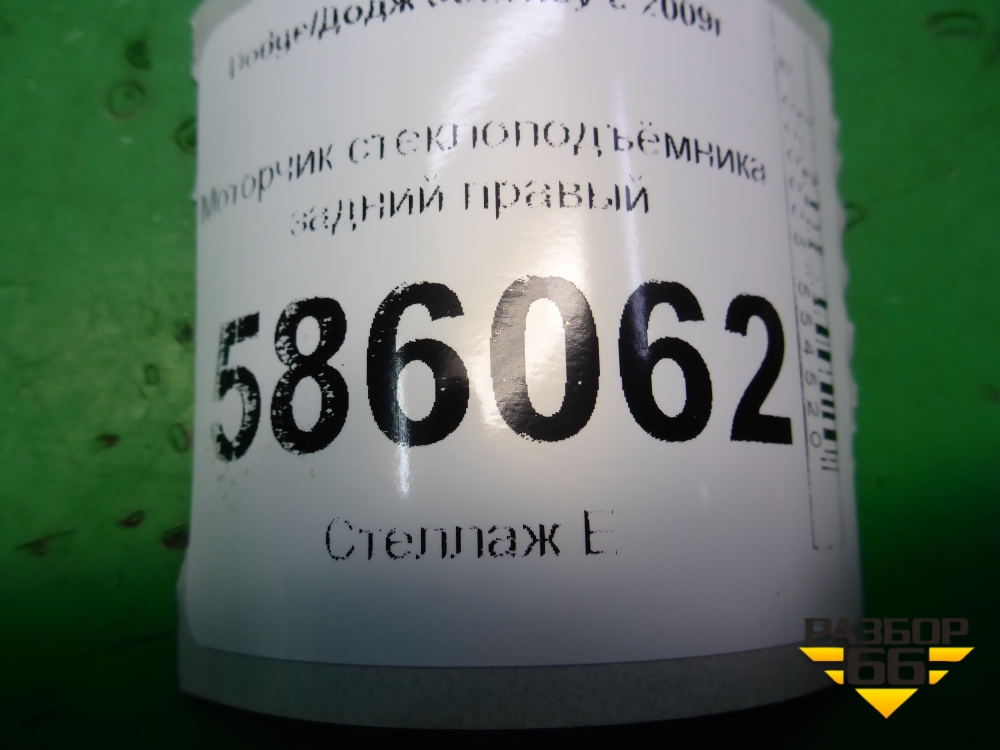 Dodge/Додж с 2009г
Моторчик стеклоподъёмника
задний правый
586062
Стеллаж Е
РАЗБОР
66